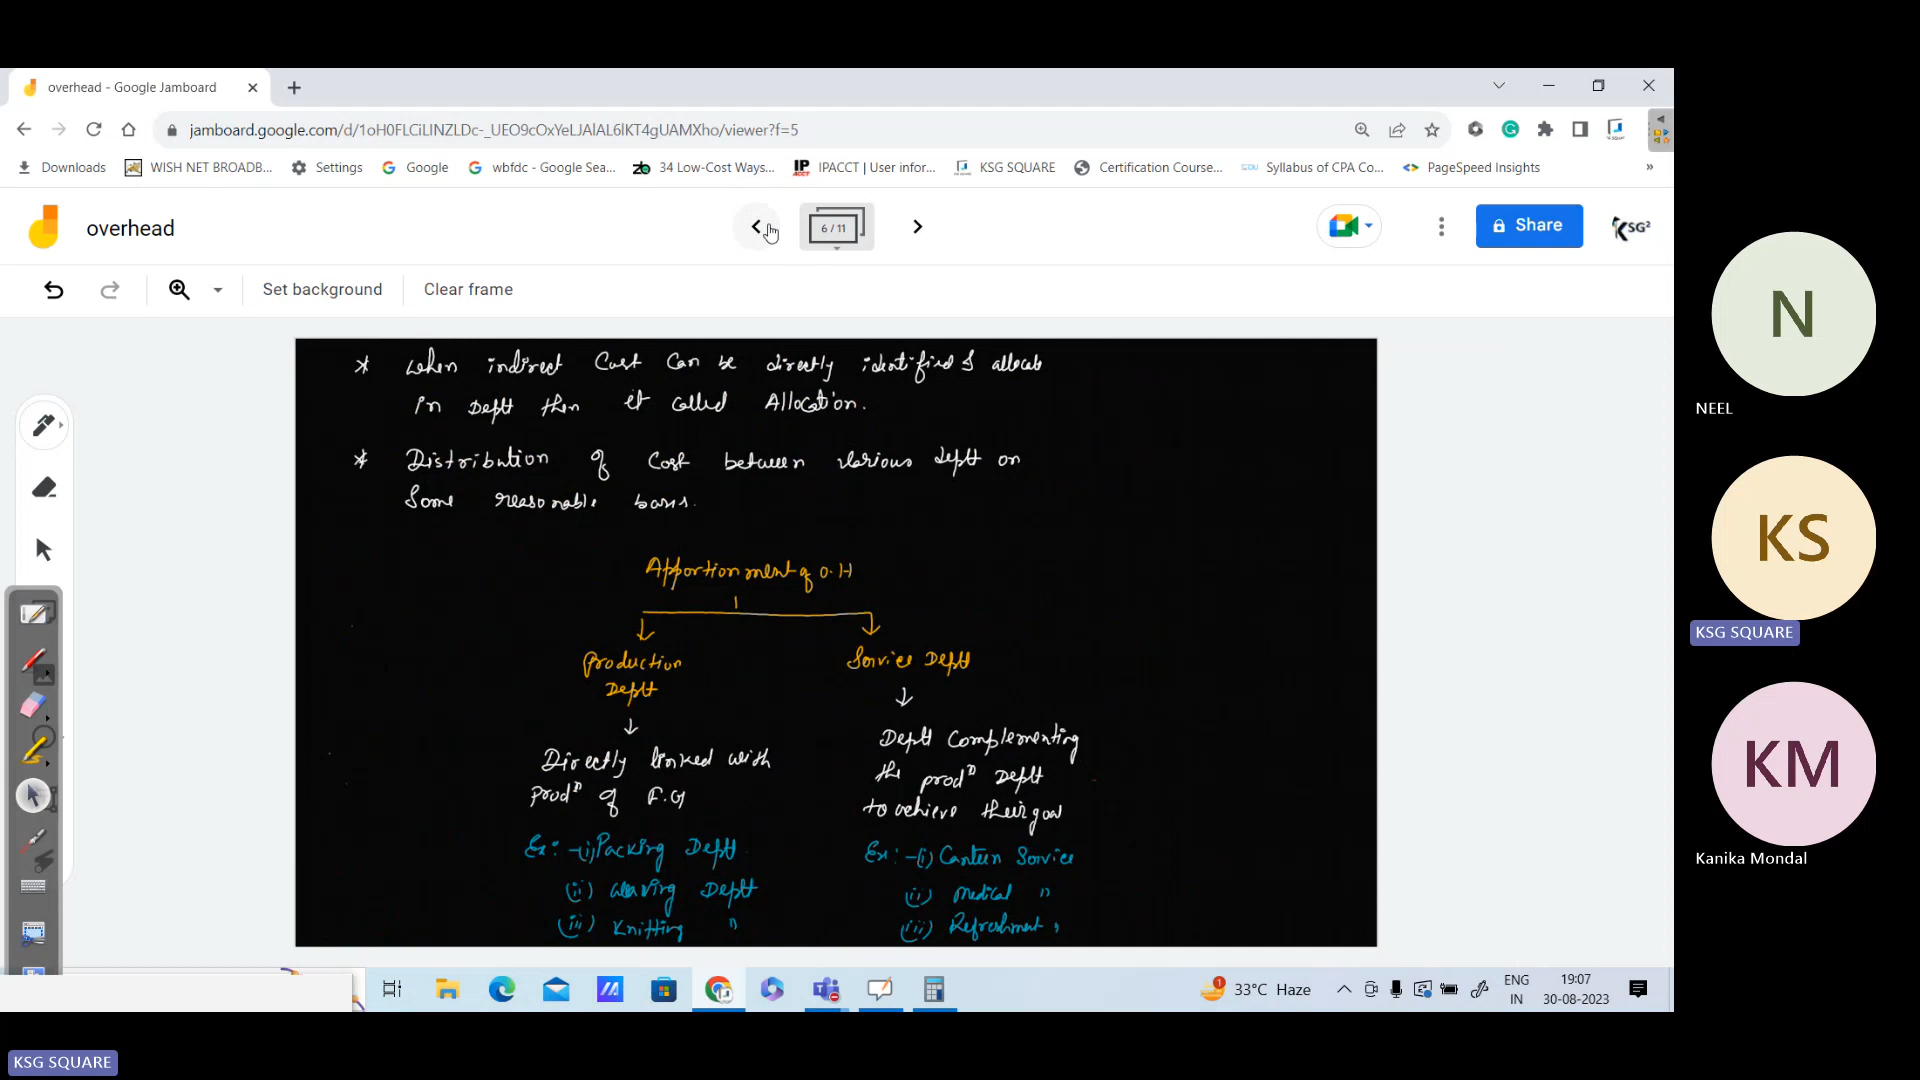 overhead - Google Jamboard
jamboard.google.com/d/1oH0FLCiLINZLDc-_UEO9cOxYeLJAlAL6lKT4gUAMXho/viewer?f=5
Downloads WISH NET BROADB... Settings Google wbfdc - Google Sea... 34 Low-Cost Ways... IPACCT | User infor... KSG SQUARE Certification Course... Syllabus of CPA Co... PageSpeed Insights »
overhead
6 / 11
Share
KSG²
Set background Clear frame
* When indirect Cost Can be directly identified & allocate
in Deptt then it called Allocation.
* Distribution of Cost between various deptt on
Some reasonable basis.
Apportionment of O.H
Production
Deptt
Service Deptt
Directly linked with
prodⁿ of F.G
Deptt Complementing
the prodⁿ Deptt
to achieve their goal
Ex:-(i) Packing Deptt
(ii) Weaving Deptt
(iii) Knitting "
Ex:-(i) Canteen Service
(ii) Medical "
(iii) Refreshment "
N
NEEL
KS
KSG SQUARE
KM
Kanika Mondal
1
33°C Haze
ENG
IN
19:07
30-08-2023
KSG SQUARE